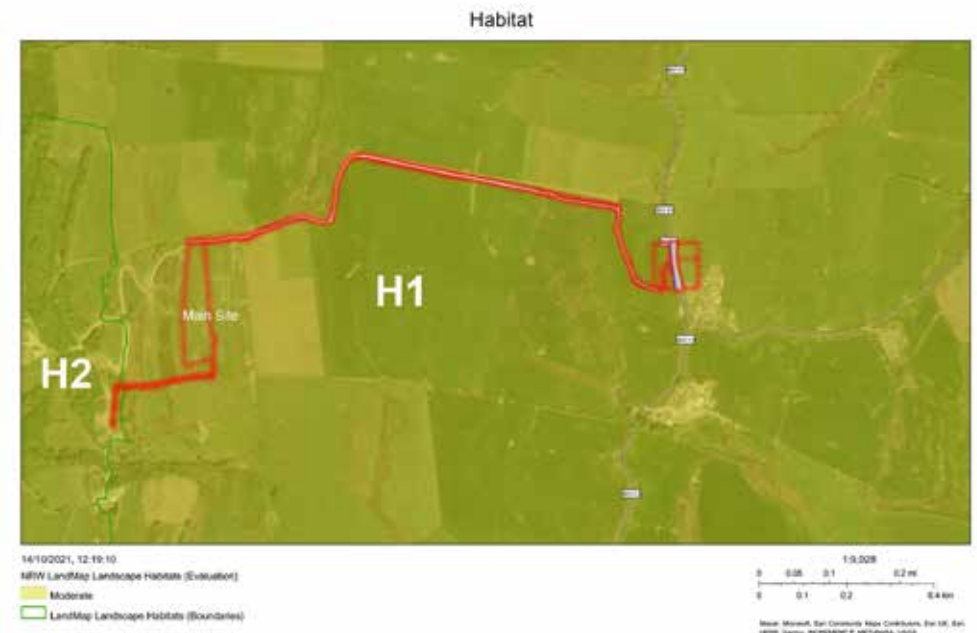 Habitat
H1
Main Site
H2
14/10/2021, 12:19:10
NRW LandMap Landscape Habitats (Evaluation)
Moderate
LandMap Landscape Habitats (Boundaries)
1:9,028
0 0.05 0.1 0.2 mi
0 0.1 0.2 0.4 km